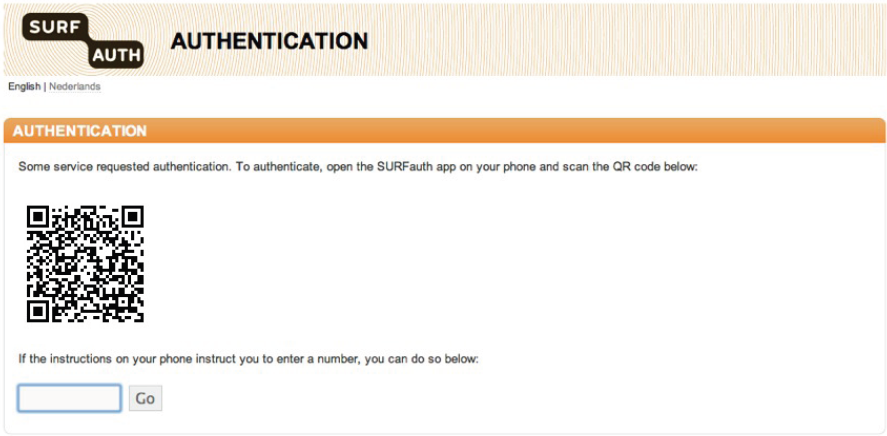 SURF
AUTH
AUTHENTICATION
English | Nederlands
AUTHENTICATION
Some service requested authentication. To authenticate, open the SURFauth app on your phone and scan the QR code below:
If the instructions on your phone instruct you to enter a number, you can do so below:
Go